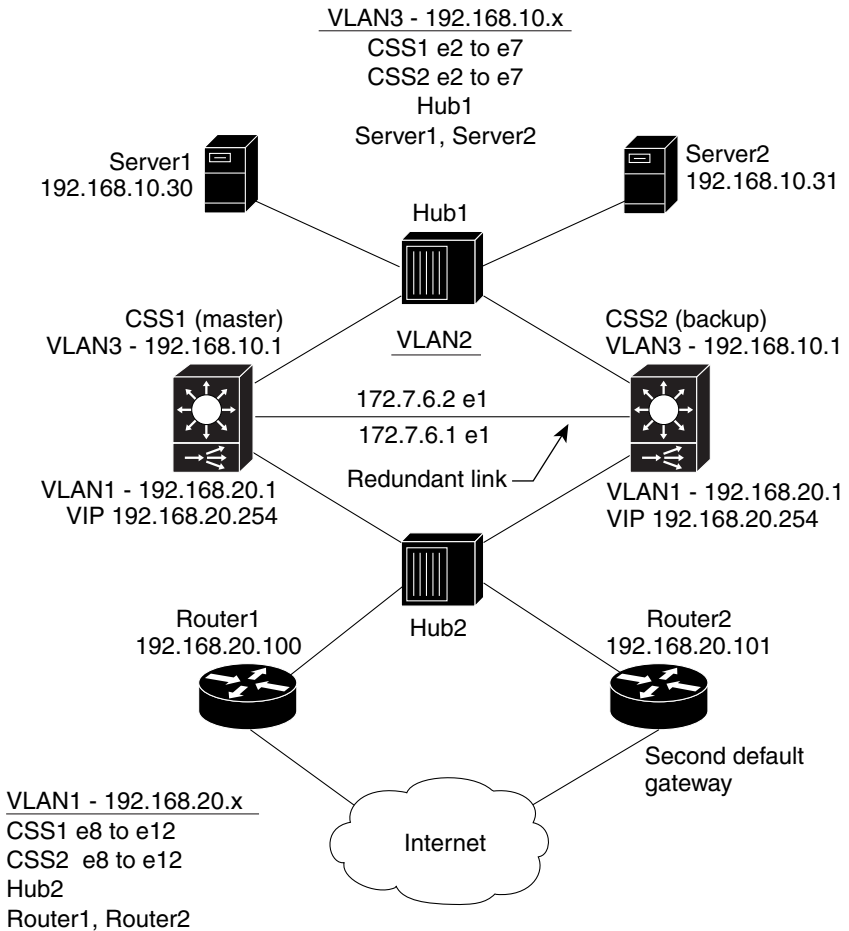 VLAN3 - 192.168.10.x
CSS1 e2 to e7
CSS2 e2 to e7
Hub1
Server1, Server2
Server1
192.168.10.30
Server2
192.168.10.31
Hub1
CSS1 (master)
VLAN3 - 192.168.10.1
VLAN2
CSS2 (backup)
VLAN3 - 192.168.10.1
172.7.6.2 e1
172.7.6.1 e1
Redundant link
VLAN1 - 192.168.20.1
VIP 192.168.20.254
VLAN1 - 192.168.20.1
VIP 192.168.20.254
Hub2
Router1
192.168.20.100
Router2
192.168.20.101
Second default
gateway
Internet
VLAN1 - 192.168.20.x
CSS1 e8 to e12
CSS2 e8 to e12
Hub2
Router1, Router2